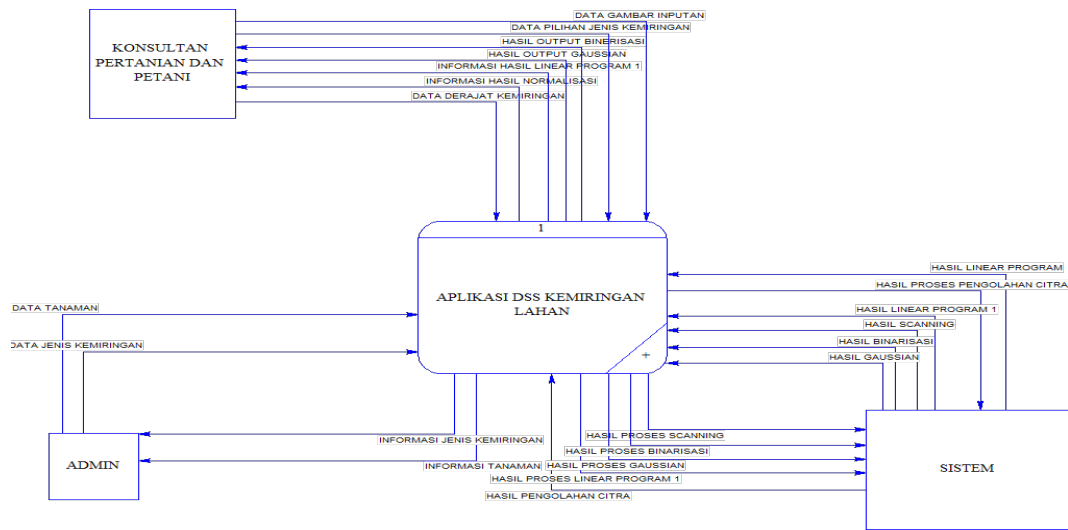 DATA GAMBAR INPUTAN
DATA PILIHAN JENIS KEMIRINGAN
HASIL OUTPUT BINERISASI
HASIL OUTPUT GAUSSIAN
INFORMASI HASIL LINEAR PROGRAM 1
INFORMASI HASIL NORMALISASI
DATA DERAJAT KEMIRINGAN
KONSULTAN
PERTANIAN DAN
PETANI
1
APLIKASI DSS KEMIRINGAN
LAHAN
+
HASIL LINEAR PROGRAM
HASIL PROSES PENGOLAHAN CITRA
HASIL LINEAR PROGRAM 1
HASIL SCANNING
HASIL BINARISASI
HASIL GAUSSIAN
DATA TANAMAN
DATA JENIS KEMIRINGAN
INFORMASI JENIS KEMIRINGAN
INFORMASI TANAMAN
ADMIN
HASIL PROSES SCANNING
HASIL PROSES BINARISASI
HASIL PROSES GAUSSIAN
HASIL PROSES LINEAR PROGRAM 1
HASIL PENGOLAHAN CITRA
SISTEM